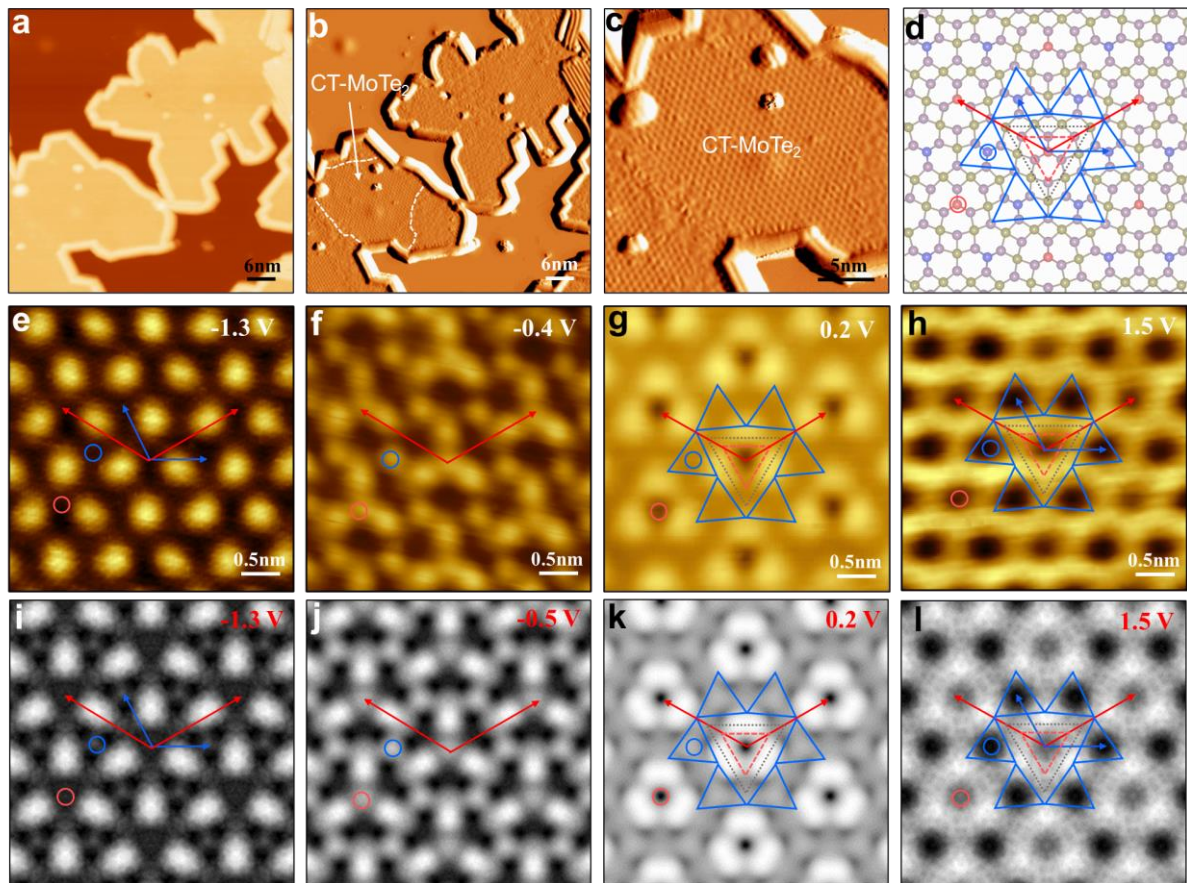 a
6nm
b
CT-MoTe₂
6nm
c
CT-MoTe₂
5nm
d
e
-1.3 V
0.5nm
f
-0.4 V
0.5nm
g
0.2 V
0.5nm
h
1.5 V
0.5nm
i
-1.3 V
j
-0.5 V
k
0.2 V
l
1.5 V